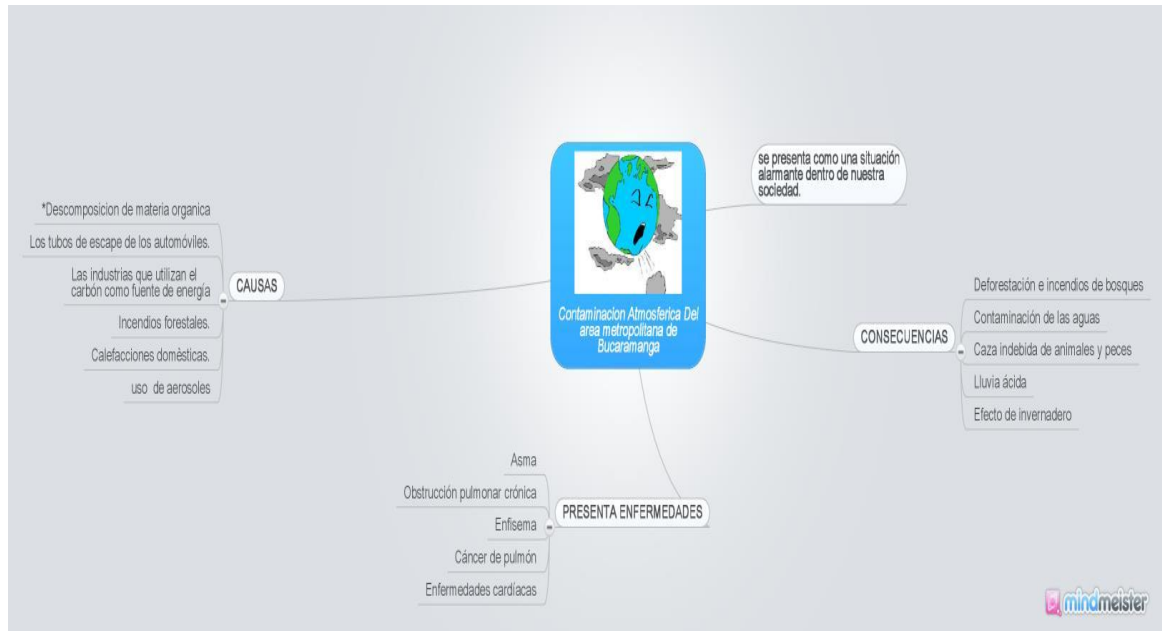 Contaminacion Atmosferica Del
area metropolitana de
Bucaramanga
se presenta como una situación
alarmante dentro de nuestra
sociedad.
CAUSAS
*Descomposicion de materia organica
Los tubos de escape de los automóviles.
Las industrias que utilizan el
carbón como fuente de energía
Incendios forestales.
Calefacciones domèsticas.
uso de aerosoles
CONSECUENCIAS
Deforestación e incendios de bosques
Contaminación de las aguas
Caza indebida de animales y peces
Lluvia ácida
Efecto de invernadero
PRESENTA ENFERMEDADES
Asma
Obstrucción pulmonar crónica
Enfisema
Cáncer de pulmón
Enfermedades cardíacas
mindmeister